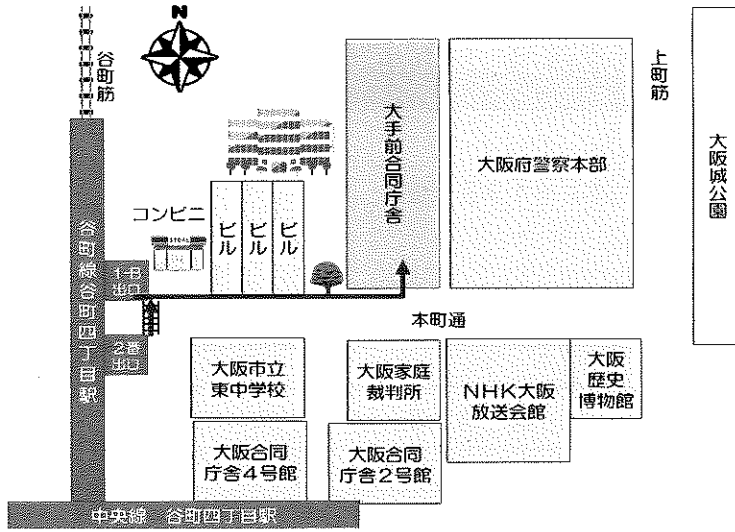 N
谷町筋
上町筋
大手前合同庁舎
大阪府警察本部
大阪城公園
コンビニ
STORE
ビル
ビル
ビル
谷町線谷町四丁目駅
1-B
出口
2番
出口
本町通
大阪市立
東中学校
大阪家庭
裁判所
NHK大阪
放送会館
大阪
歴史
博物館
大阪合同
庁舎4号館
大阪合同
庁舎2号館
中央線 谷町四丁目駅